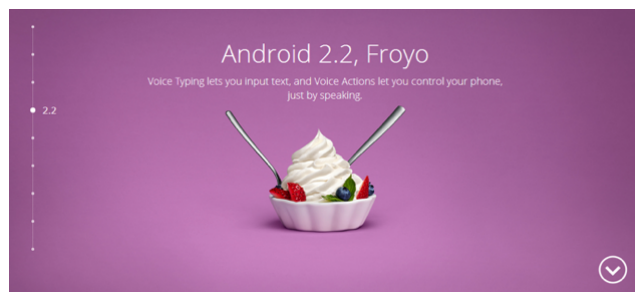 Android 2.2, Froyo
Voice Typing lets you input text, and Voice Actions let you control your phone,
just by speaking.
2.2